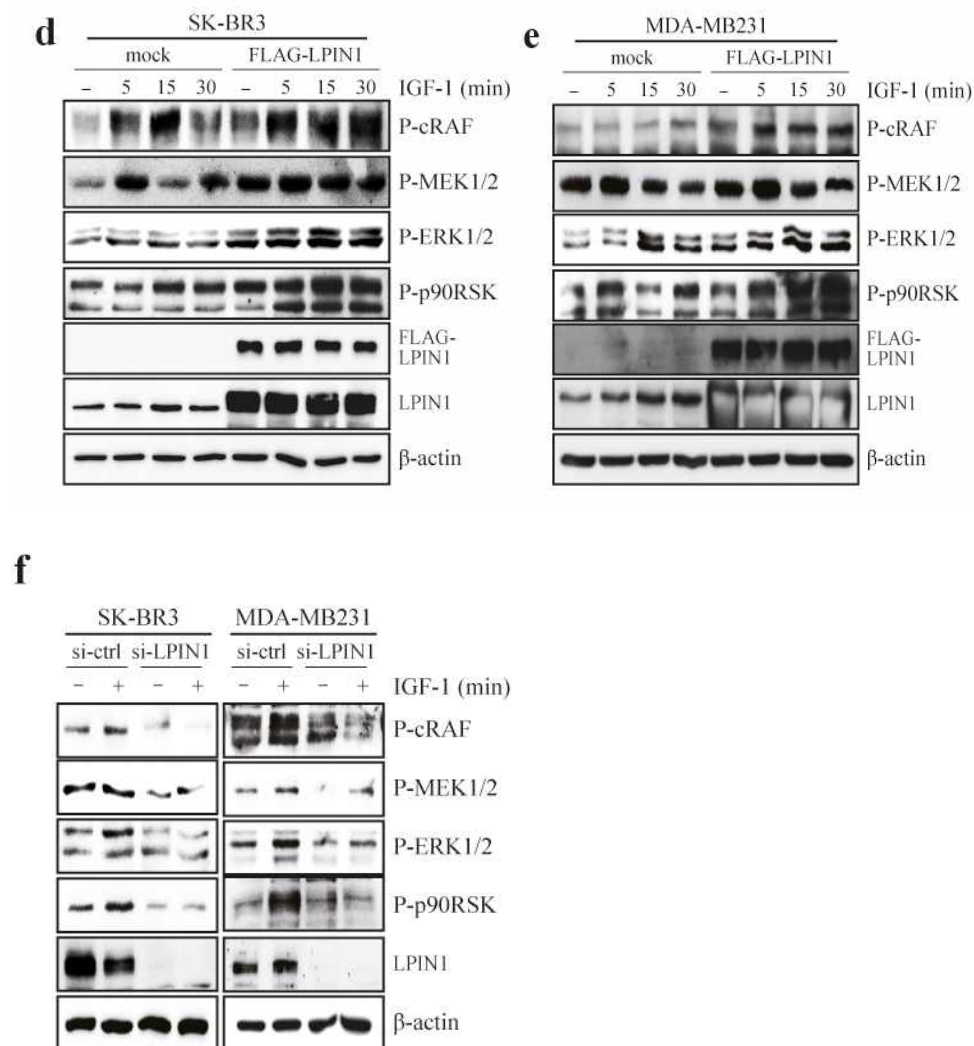 d
SK-BR3
mock FLAG-LPIN1
– 5 15 30 – 5 15 30 IGF-1 (min)
P-cRAF
P-MEK1/2
P-ERK1/2
P-p90RSK
FLAG-
LPIN1
LPIN1
β-actin
e
MDA-MB231
mock FLAG-LPIN1
– 5 15 30 – 5 15 30 IGF-1 (min)
P-cRAF
P-MEK1/2
P-ERK1/2
P-p90RSK
FLAG-
LPIN1
LPIN1
β-actin
f
SK-BR3 MDA-MB231
si-ctrl si-LPIN1 si-ctrl si-LPIN1
– + – + – + – + IGF-1 (min)
P-cRAF
P-MEK1/2
P-ERK1/2
P-p90RSK
LPIN1
β-actin